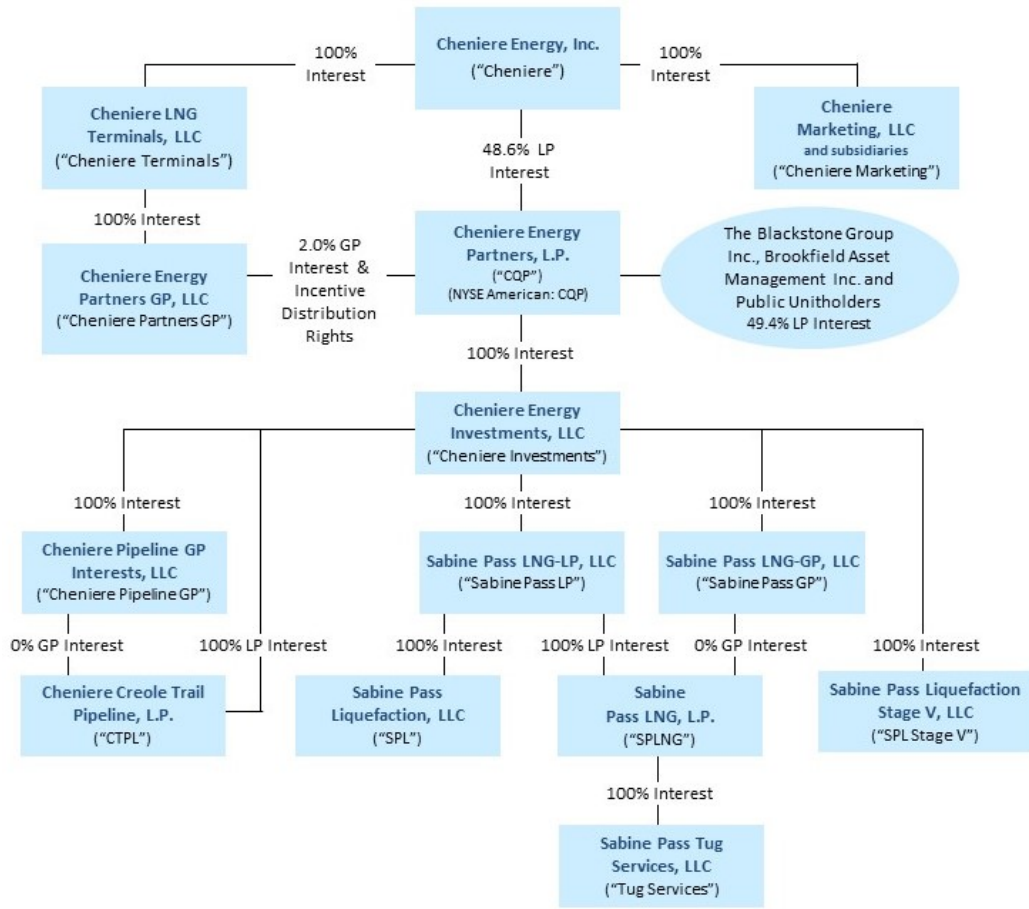 Cheniere Energy, Inc.
("Cheniere")
100%
Interest
100%
Interest
Cheniere LNG
Terminals, LLC
("Cheniere Terminals")
Cheniere
Marketing, LLC
and subsidiaries
("Cheniere Marketing")
48.6% LP
Interest
100% Interest
Cheniere Energy
Partners GP, LLC
("Cheniere Partners GP")
2.0% GP
Interest &
Incentive
Distribution
Rights
Cheniere Energy
Partners, L.P.
("CQP")
(NYSE American: CQP)
The Blackstone Group
Inc., Brookfield Asset
Management Inc. and
Public Unitholders
49.4% LP Interest
100% Interest
Cheniere Energy
Investments, LLC
("Cheniere Investments")
100% Interest
100% Interest
100% Interest
Cheniere Pipeline GP
Interests, LLC
("Cheniere Pipeline GP")
Sabine Pass LNG-LP, LLC
("Sabine Pass LP")
Sabine Pass LNG-GP, LLC
("Sabine Pass GP")
0% GP Interest
100% LP Interest
100% Interest
100% LP Interest
0% GP Interest
100% Interest
Cheniere Creole Trail
Pipeline, L.P.
("CTPL")
Sabine Pass
Liquefaction, LLC
("SPL")
Sabine
Pass LNG, L.P.
("SPLNG")
Sabine Pass Liquefaction
Stage V, LLC
("SPL Stage V")
100% Interest
Sabine Pass Tug
Services, LLC
("Tug Services")